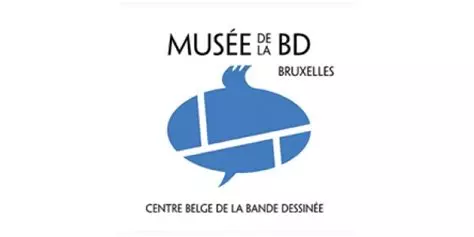 MUSÉE DE LA BD
BRUXELLES
CENTRE BELGE DE LA BANDE DESSINÉE